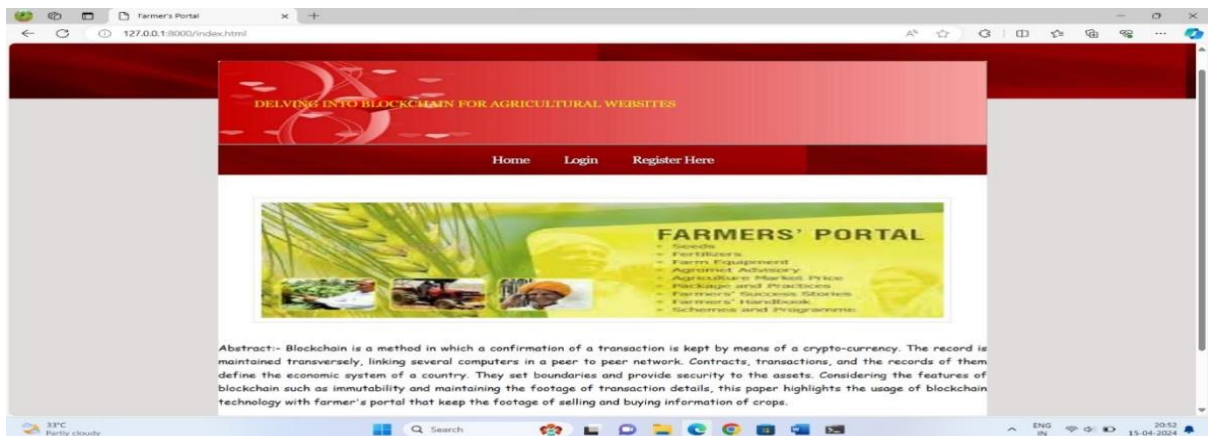 Farmer's Portal
127.0.0.1:8000/index.html
DELVING INTO BLOCKCHAIN FOR AGRICULTURAL WEBSITES
Home Login Register Here
FARMERS' PORTAL
Seeds
Fertilizers
Farm Equipment
Agromet Advisory
Agriculture Market Price
Package and Practices
Farmers' Success Stories
Farmers' Handbook
Schemes and Programme
Abstract:- Blockchain is a method in which a confirmation of a transaction is kept by means of a crypto-currency. The record is
maintained transversely, linking several computers in a peer to peer network. Contracts, transactions, and the records of them
define the economic system of a country. They set boundaries and provide security to the assets. Considering the features of
blockchain such as immutability and maintaining the footage of transaction details, this paper highlights the usage of blockchain
technology with farmer's portal that keep the footage of selling and buying information of crops.
33°C
Partly cloudy
Search
ENG
IN
20:52
15-04-2024